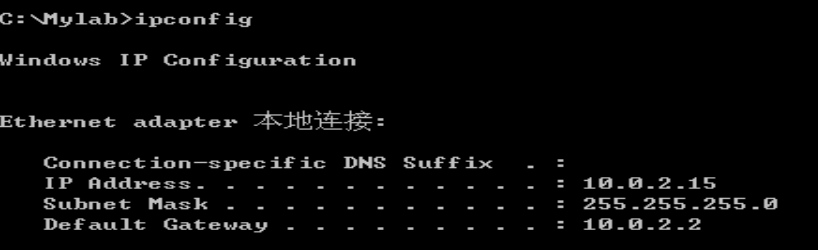 C:\Mylab>ipconfig
Windows IP Configuration
Ethernet adapter 本地连接:
Connection-specific DNS Suffix . :
IP Address. . . . . . . . . . . . : 10.0.2.15
Subnet Mask . . . . . . . . . . . : 255.255.255.0
Default Gateway . . . . . . . . . : 10.0.2.2